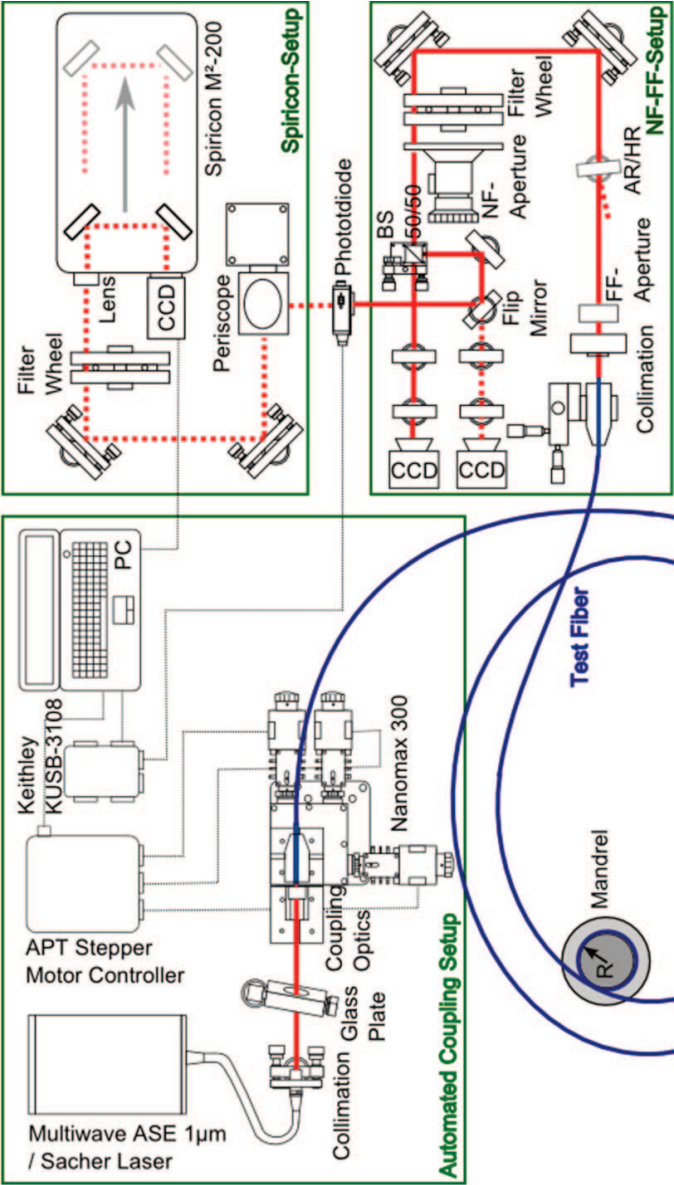 Spiricon M²-200
Spiricon-Setup
Lens
CCD
Filter
Wheel
Periscope
Phototdiode
Filter
Wheel
NF-
Aperture
BS
50/50
Flip
Mirror
CCD
CCD
AR/HR
FF-
Aperture
Collimation
NF-FF-Setup
PC
Keithley
KUSB-3108
APT Stepper
Motor Controller
Nanomax 300
Coupling
Optics
Glass
Plate
Collimation
Multiwave ASE 1µm
/ Sacher Laser
Automated Coupling Setup
Test Fiber
Mandrel
R